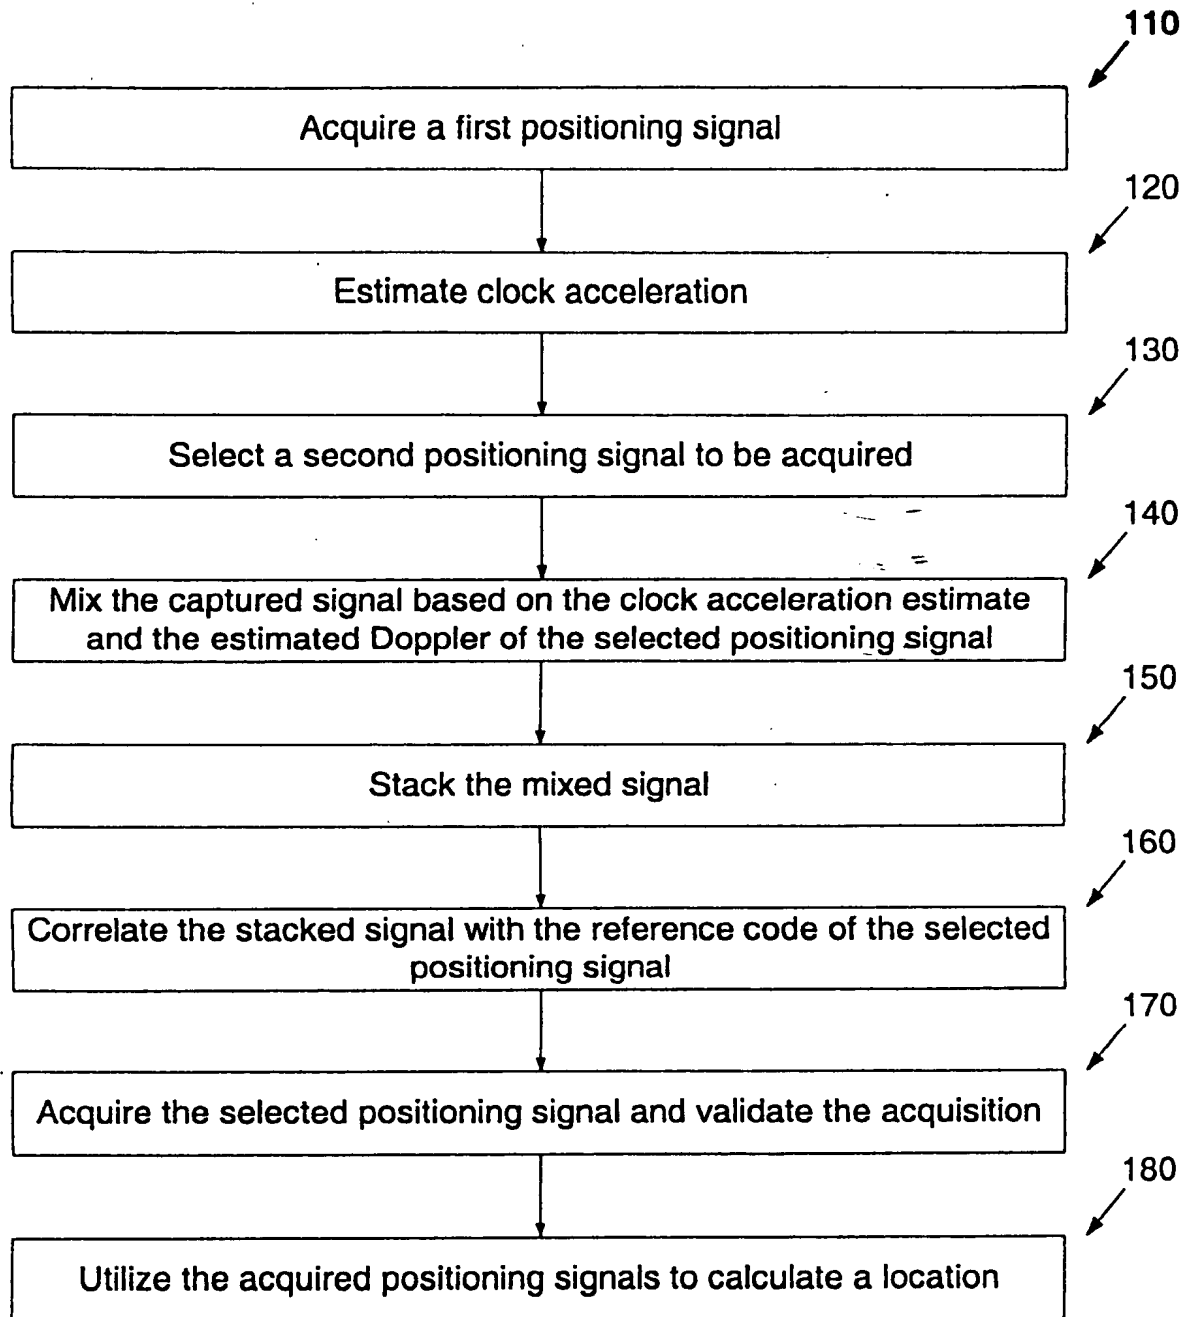 110
Acquire a first positioning signal
120
Estimate clock acceleration
130
Select a second positioning signal to be acquired
140
Mix the captured signal based on the clock acceleration estimate
and the estimated Doppler of the selected positioning signal
150
Stack the mixed signal
160
Correlate the stacked signal with the reference code of the selected
positioning signal
170
Acquire the selected positioning signal and validate the acquisition
180
Utilize the acquired positioning signals to calculate a location